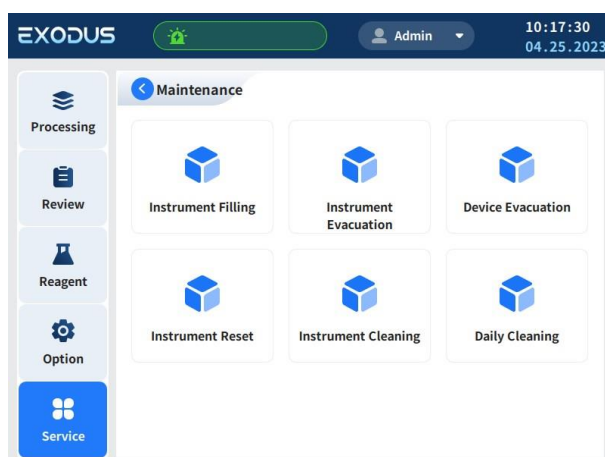 EXODUS
Admin
10:17:30
04.25.2023
Maintenance
Processing
Review
Reagent
Option
Service
Instrument Filling
Instrument
Evacuation
Device Evacuation
Instrument Reset
Instrument Cleaning
Daily Cleaning